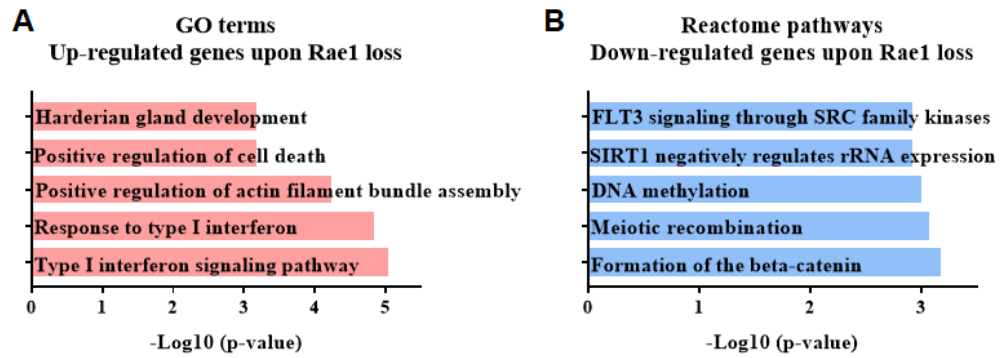 A
GO terms
Up-regulated genes upon Rae1 loss
Harderian gland development
Positive regulation of cell death
Positive regulation of actin filament bundle assembly
Response to type I interferon
Type I interferon signaling pathway
0 1 2 3 4 5
-Log10 (p-value)
B
Reactome pathways
Down-regulated genes upon Rae1 loss
FLT3 signaling through SRC family kinases
SIRT1 negatively regulates rRNA expression
DNA methylation
Meiotic recombination
Formation of the beta-catenin
0 1 2 3
-Log10 (p-value)